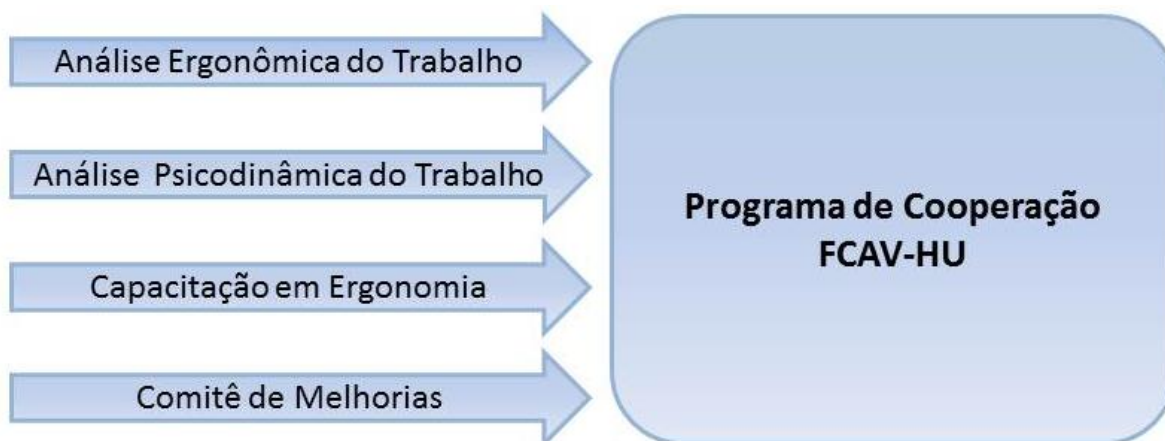 Análise Ergonômica do Trabalho
Análise Psicodinâmica do Trabalho
Capacitação em Ergonomia
Comitê de Melhorias
Programa de Cooperação
FCAV-HU